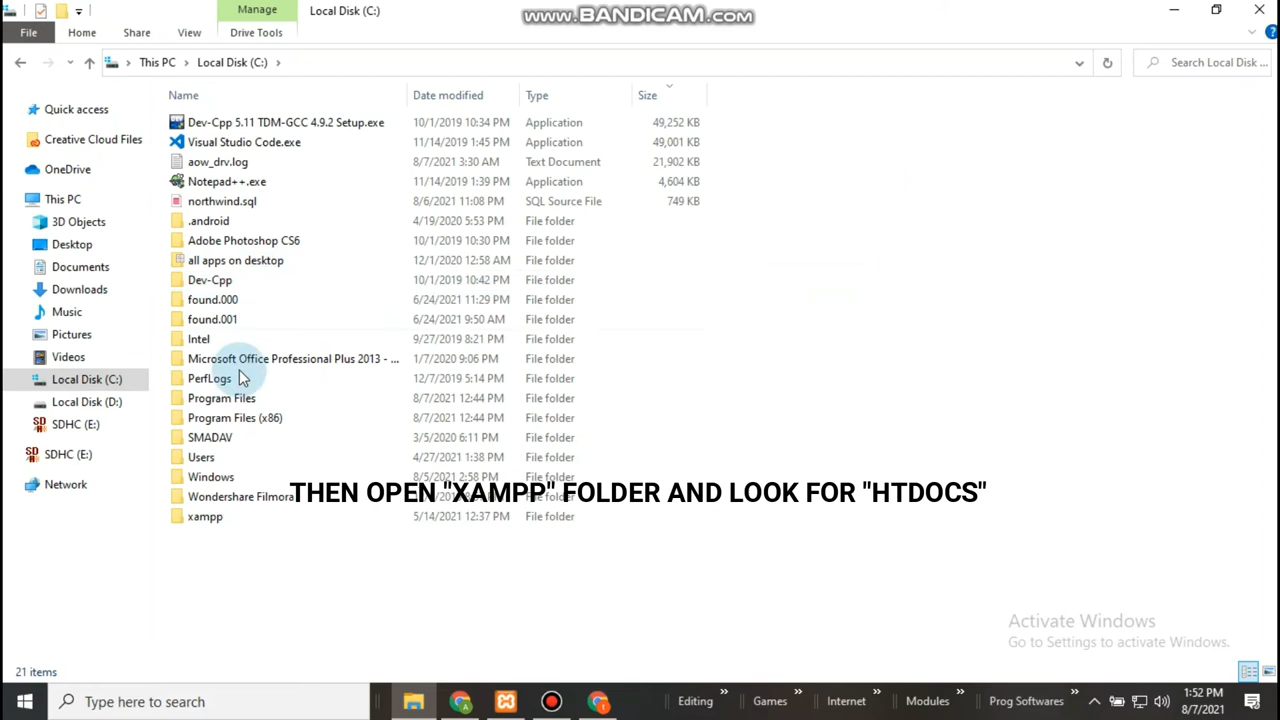 Manage
Local Disk (C:)
www.BANDICAM.com
File
Home
Share
View
Drive Tools
This PC
Local Disk (C:)
Search Local Disk ...
Name
Date modified
Type
Size
Quick access
Creative Cloud Files
OneDrive
This PC
3D Objects
Desktop
Documents
Downloads
Music
Pictures
Videos
Local Disk (C:)
Local Disk (D:)
SDHC (E:)
SDHC (E:)
Network
Dev-Cpp 5.11 TDM-GCC 4.9.2 Setup.exe 10/1/2019 10:34 PM Application 49,252 KB
Visual Studio Code.exe 11/14/2019 1:45 PM Application 49,001 KB
aow_drv.log 8/7/2021 3:30 AM Text Document 21,902 KB
Notepad++.exe 11/14/2019 1:39 PM Application 4,604 KB
northwind.sql 8/6/2021 11:08 PM SQL Source File 749 KB
.android 4/19/2020 5:53 PM File folder
Adobe Photoshop CS6 10/1/2019 10:30 PM File folder
all apps on desktop 12/1/2020 12:58 AM File folder
Dev-Cpp 10/1/2019 10:42 PM File folder
found.000 6/24/2021 11:29 PM File folder
found.001 6/24/2021 9:50 AM File folder
Intel 9/27/2019 8:21 PM File folder
Microsoft Office Professional Plus 2013 - ... 1/7/2020 9:06 PM File folder
PerfLogs 12/7/2019 5:14 PM File folder
Program Files 8/7/2021 12:44 PM File folder
Program Files (x86) 8/7/2021 12:44 PM File folder
SMADAV 3/5/2020 6:11 PM File folder
Users 4/27/2021 1:38 PM File folder
Windows 8/5/2021 2:58 PM File folder
Wondershare Filmora
THEN OPEN "XAMPP" FOLDER AND LOOK FOR "HTDOCS"
xampp 5/14/2021 12:37 PM File folder
Activate Windows
Go to Settings to activate Windows.
21 items
Type here to search
Editing
Games
Internet
Modules
Prog Softwares
1:52 PM
8/7/2021